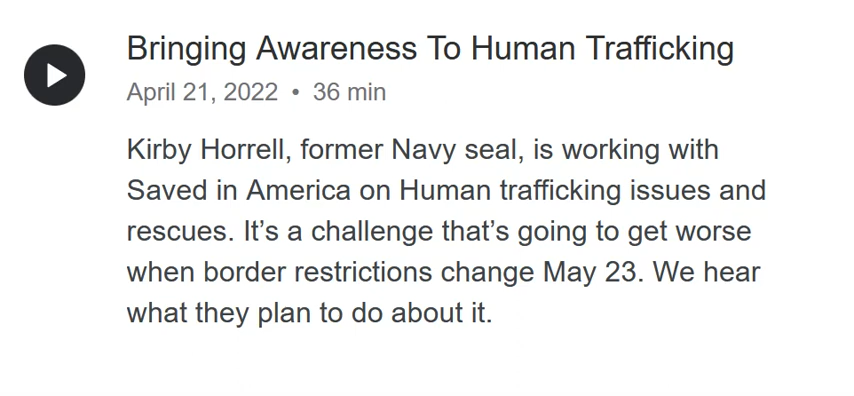 Bringing Awareness To Human Trafficking
April 21, 2022 • 36 min
Kirby Horrell, former Navy seal, is working with
Saved in America on Human trafficking issues and
rescues. It’s a challenge that’s going to get worse
when border restrictions change May 23. We hear
what they plan to do about it.